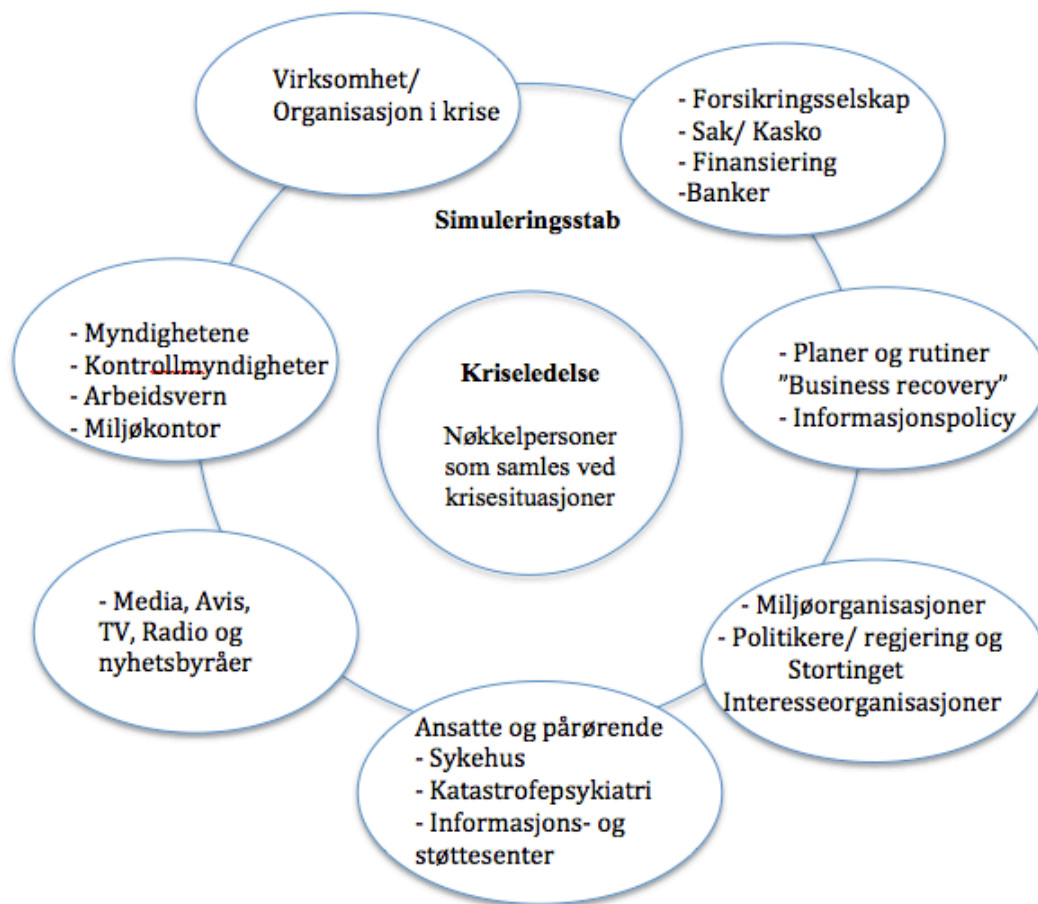 Virksomhet/
Organisasjon i krise
- Forsikringsselskap
- Sak/ Kasko
- Finansiering
-Banker
Simuleringsstab
- Myndighetene
- Kontrollmyndigheter
- Arbeidsvern
- Miljøkontor
Kriseledelse
Nøkkelpersoner
som samles ved
krisesituasjoner
- Planer og rutiner
”Business recovery”
- Informasjonspolicy
- Media, Avis,
TV, Radio og
nyhetsbyråer
- Miljøorganisasjoner
- Politikere/ regjering og
Stortinget
Interesseorganisasjoner
Ansatte og pårørende
- Sykehus
- Katastrofepsykiatri
- Informasjons- og
støttesenter